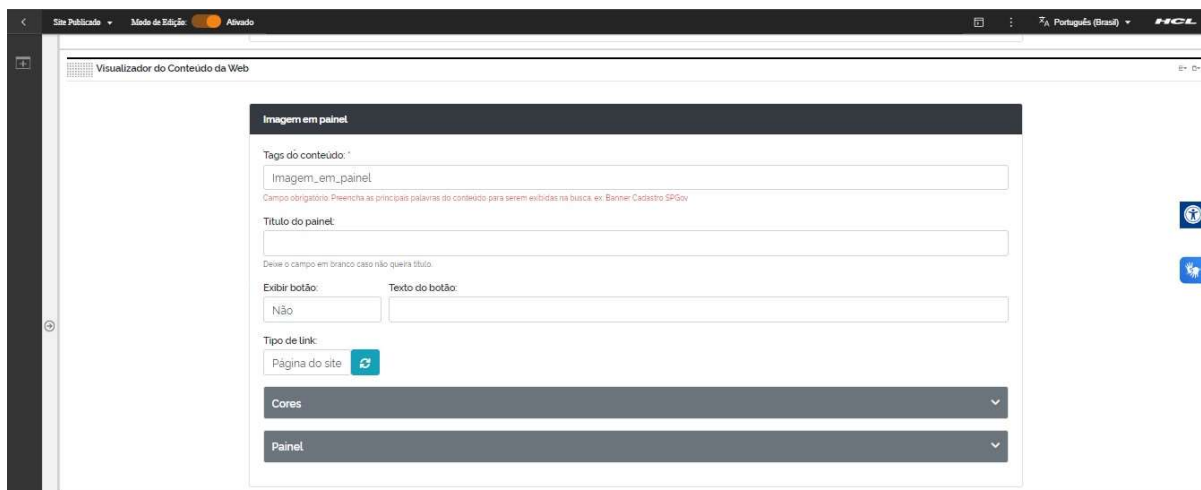 Site Publicado Modo de Edição: Ativado Português (Brasil) HCL
Visualizador do Conteúdo da Web
Imagem em painel
Tags do conteúdo: *
Imagem_em_painel
Campo obrigatório. Preencha as principais palavras do conteúdo para serem exibidas na busca. ex: Banner Cadastro SPGov
Título do painel:
Deixe o campo em branco caso não queira título.
Exibir botão: Texto do botão:
Não
Tipo de link:
Página do site
Cores
Painel